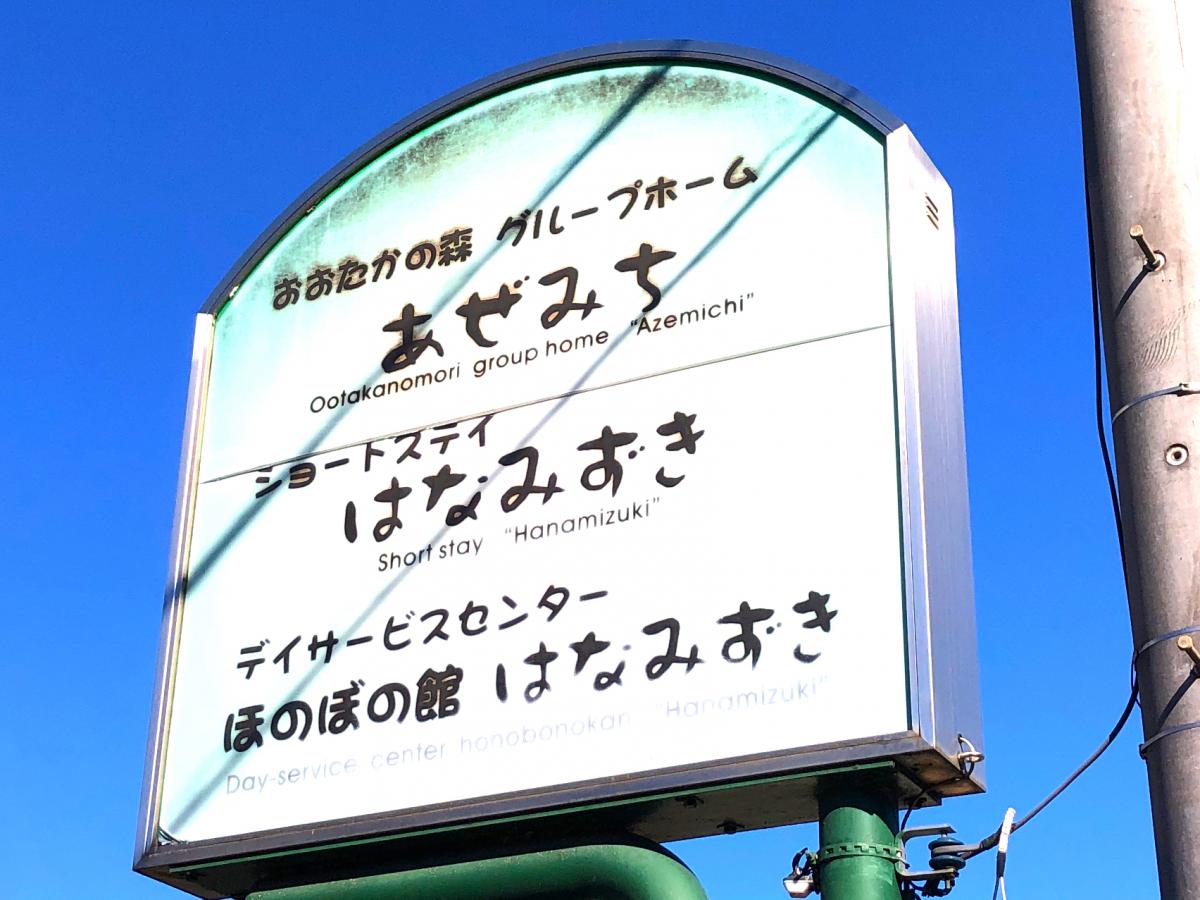 おおたかの森 グループホーム
あぜみち
Ootakanomori group home "Azemichi"
ショートステイ
はなみずき
Short stay "Hanamizuki"
デイサービスセンター
ほのぼの館 はなみずき
Day-service center honobonokan "Hanamizuki"